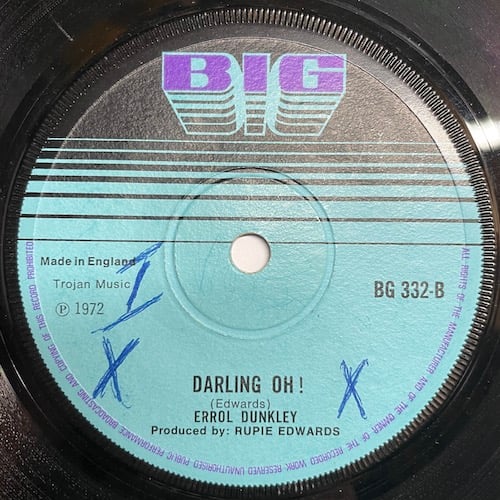 BIG
Made in England
Trojan Music
℗ 1972
BG 332-B
I
X
X
DARLING OH!
(Edwards)
ERROL DUNKLEY
Produced by: RUPIE EDWARDS
ALL RIGHTS OF THE MANUFACTURER AND OF THE OWNER OF THE RECORDED WORK RESERVED UNAUTHORISED PUBLIC PERFORMANCE BROADCASTING AND COPYING OF THIS RECORD PROHIBITED